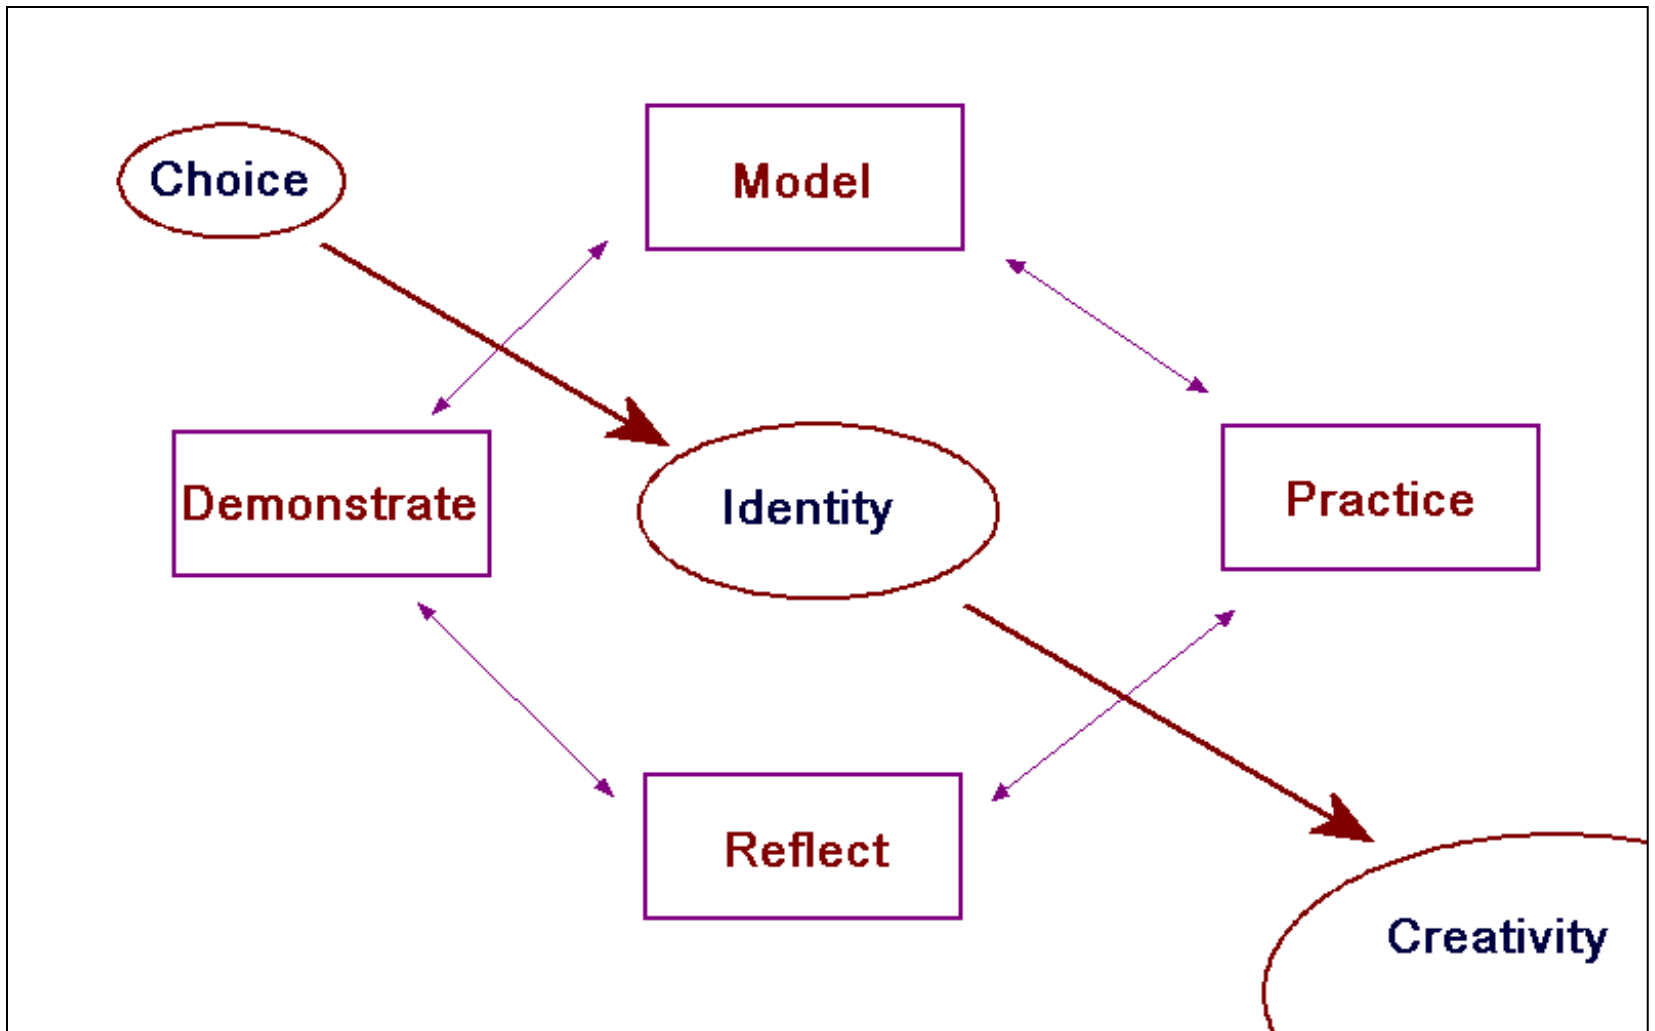 Choice
Model
Demonstrate
Identity
Practice
Reflect
Creativity